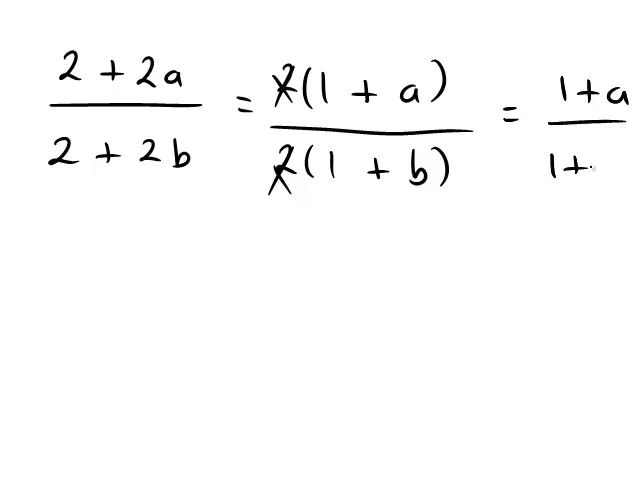 2 + 2a / 2 + 2b = 2(1 + a) / 2(1 + b) = 1+a / 1+